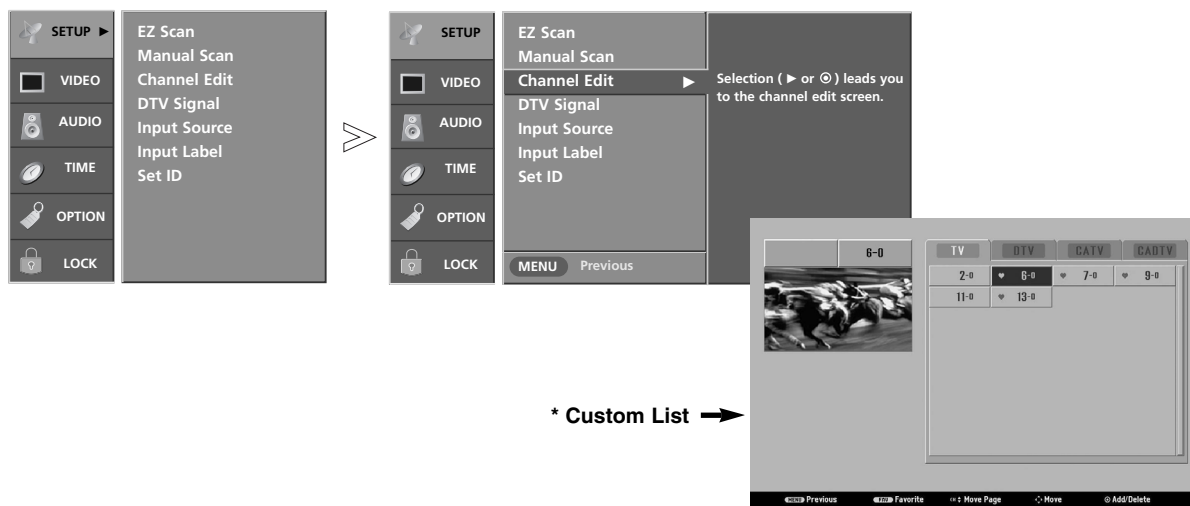 SETUP ►
VIDEO
AUDIO
TIME
OPTION
LOCK
EZ Scan
Manual Scan
Channel Edit
DTV Signal
Input Source
Input Label
Set ID
SETUP
VIDEO
AUDIO
TIME
OPTION
LOCK
EZ Scan
Manual Scan
Channel Edit ►
DTV Signal
Input Source
Input Label
Set ID
MENU Previous
Selection ( ► or ⊙ ) leads you
to the channel edit screen.
* Custom List
6-0
TV DTV CATV CADTV
2-0 ♥ 6-0 ♥ 7-0 ♥ 9-0
11-0 ♥ 13-0
MENU Previous FAV Favorite CH Move Page Move ⊙ Add/Delete